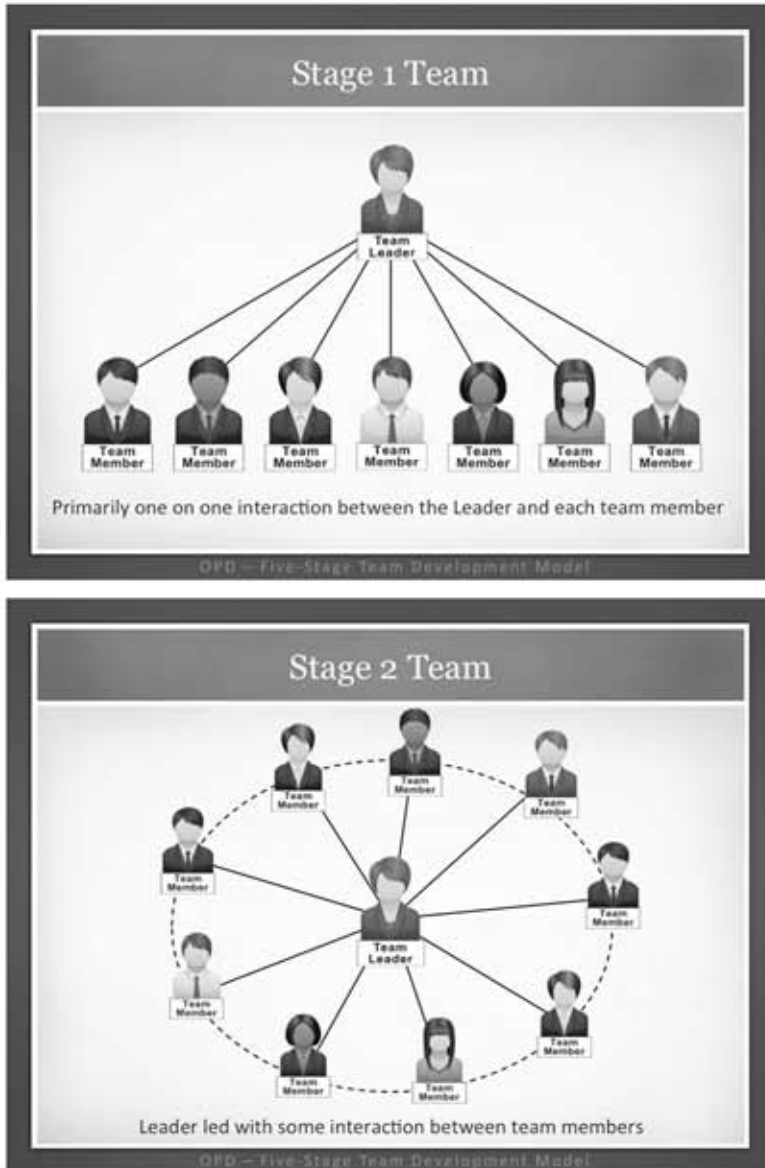 Stage 1 Team
Team
Leader
Team
Member
Team
Member
Team
Member
Team
Member
Team
Member
Team
Member
Team
Member
Primarily one on one interaction between the Leader and each team member
OPD – Five-Stage Team Development Model
Stage 2 Team
Team
Member
Team
Member
Team
Member
Team
Member
Team
Member
Team
Leader
Team
Member
Team
Member
Team
Member
Team
Member
Leader led with some interaction between team members
OPD – Five-Stage Team Development Model